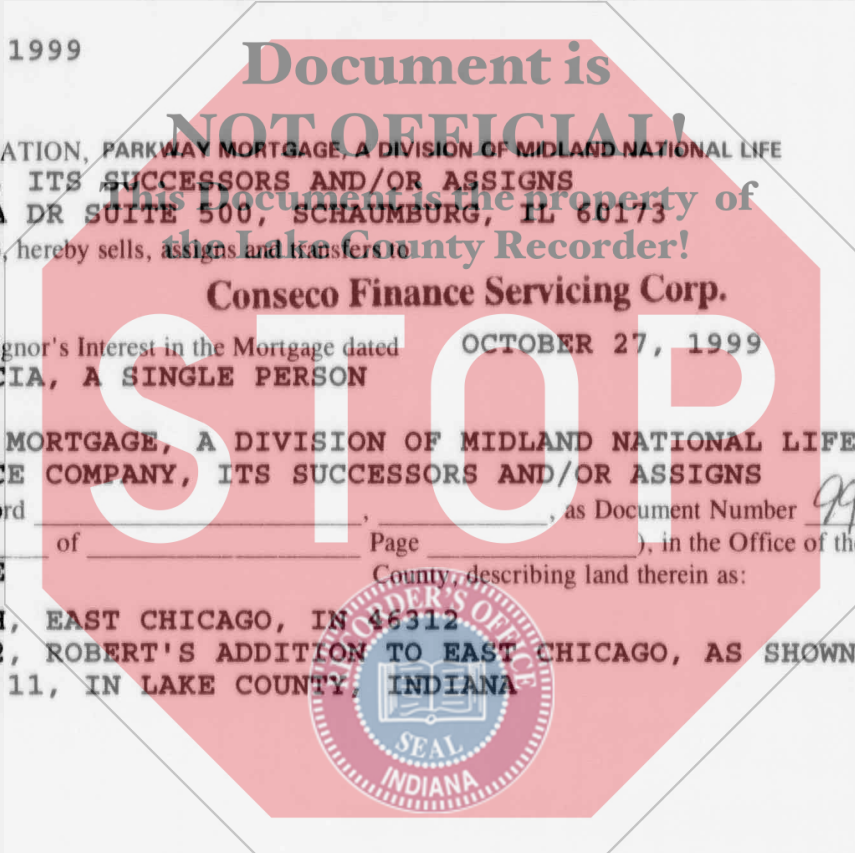 1999
Document is
NOT OFFICIAL!
ATION, PARKWAY MORTGAGE, A DIVISION OF MIDLAND NATIONAL LIFE
ITS SUCCESSORS AND/OR ASSIGNS
This Document is the property of
DR SUITE 500, SCHAUMBURG, IL 60173
the Lake County Recorder!
, hereby sells, assigns and transfers to
Conseco Finance Servicing Corp.
gnor's Interest in the Mortgage dated OCTOBER 27, 1999
CIA, A SINGLE PERSON
STOP
MORTGAGE, A DIVISION OF MIDLAND NATIONAL LIFE
CE COMPANY, ITS SUCCESSORS AND/OR ASSIGNS
rd , , as Document Number 99
of Page ), in the Office of the
County, describing land therein as:
, EAST CHICAGO, IN 46312
, ROBERT'S ADDITION TO EAST CHICAGO, AS SHOWN
11, IN LAKE COUNTY, INDIANA
RECORDER'S OFFICE
SEAL
INDIANA